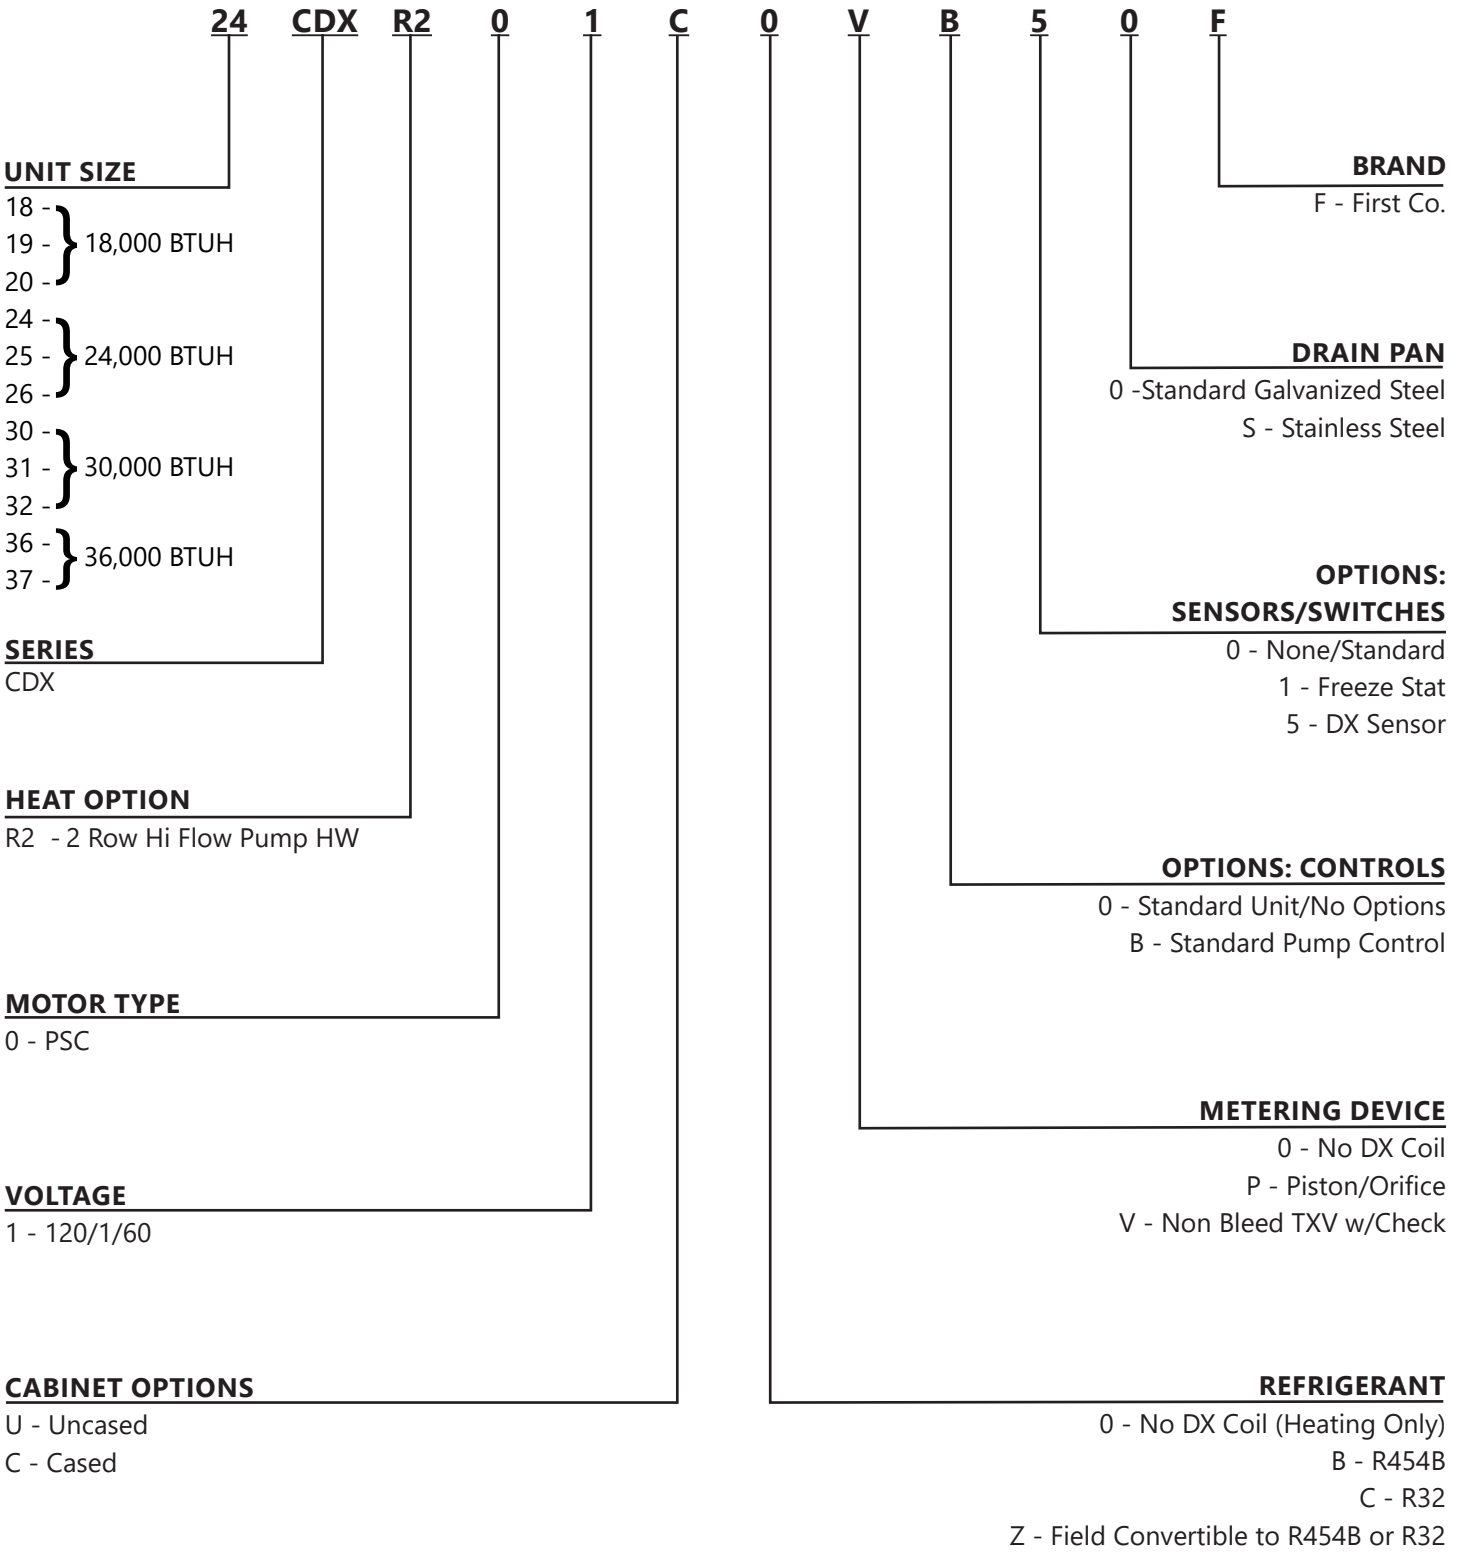 24 CDX R2 0 1 C 0 V B 5 0 F
UNIT SIZE
18 -
19 -
20 -
18,000 BTUH
24 -
25 -
26 -
24,000 BTUH
30 -
31 -
32 -
30,000 BTUH
36 -
37 -
36,000 BTUH
SERIES
CDX
HEAT OPTION
R2 - 2 Row Hi Flow Pump HW
MOTOR TYPE
0 - PSC
VOLTAGE
1 - 120/1/60
CABINET OPTIONS
U - Uncased
C - Cased
BRAND
F - First Co.
DRAIN PAN
0 -Standard Galvanized Steel
S - Stainless Steel
OPTIONS:
SENSORS/SWITCHES
0 - None/Standard
1 - Freeze Stat
5 - DX Sensor
OPTIONS: CONTROLS
0 - Standard Unit/No Options
B - Standard Pump Control
METERING DEVICE
0 - No DX Coil
P - Piston/Orifice
V - Non Bleed TXV w/Check
REFRIGERANT
0 - No DX Coil (Heating Only)
B - R454B
C - R32
Z - Field Convertible to R454B or R32